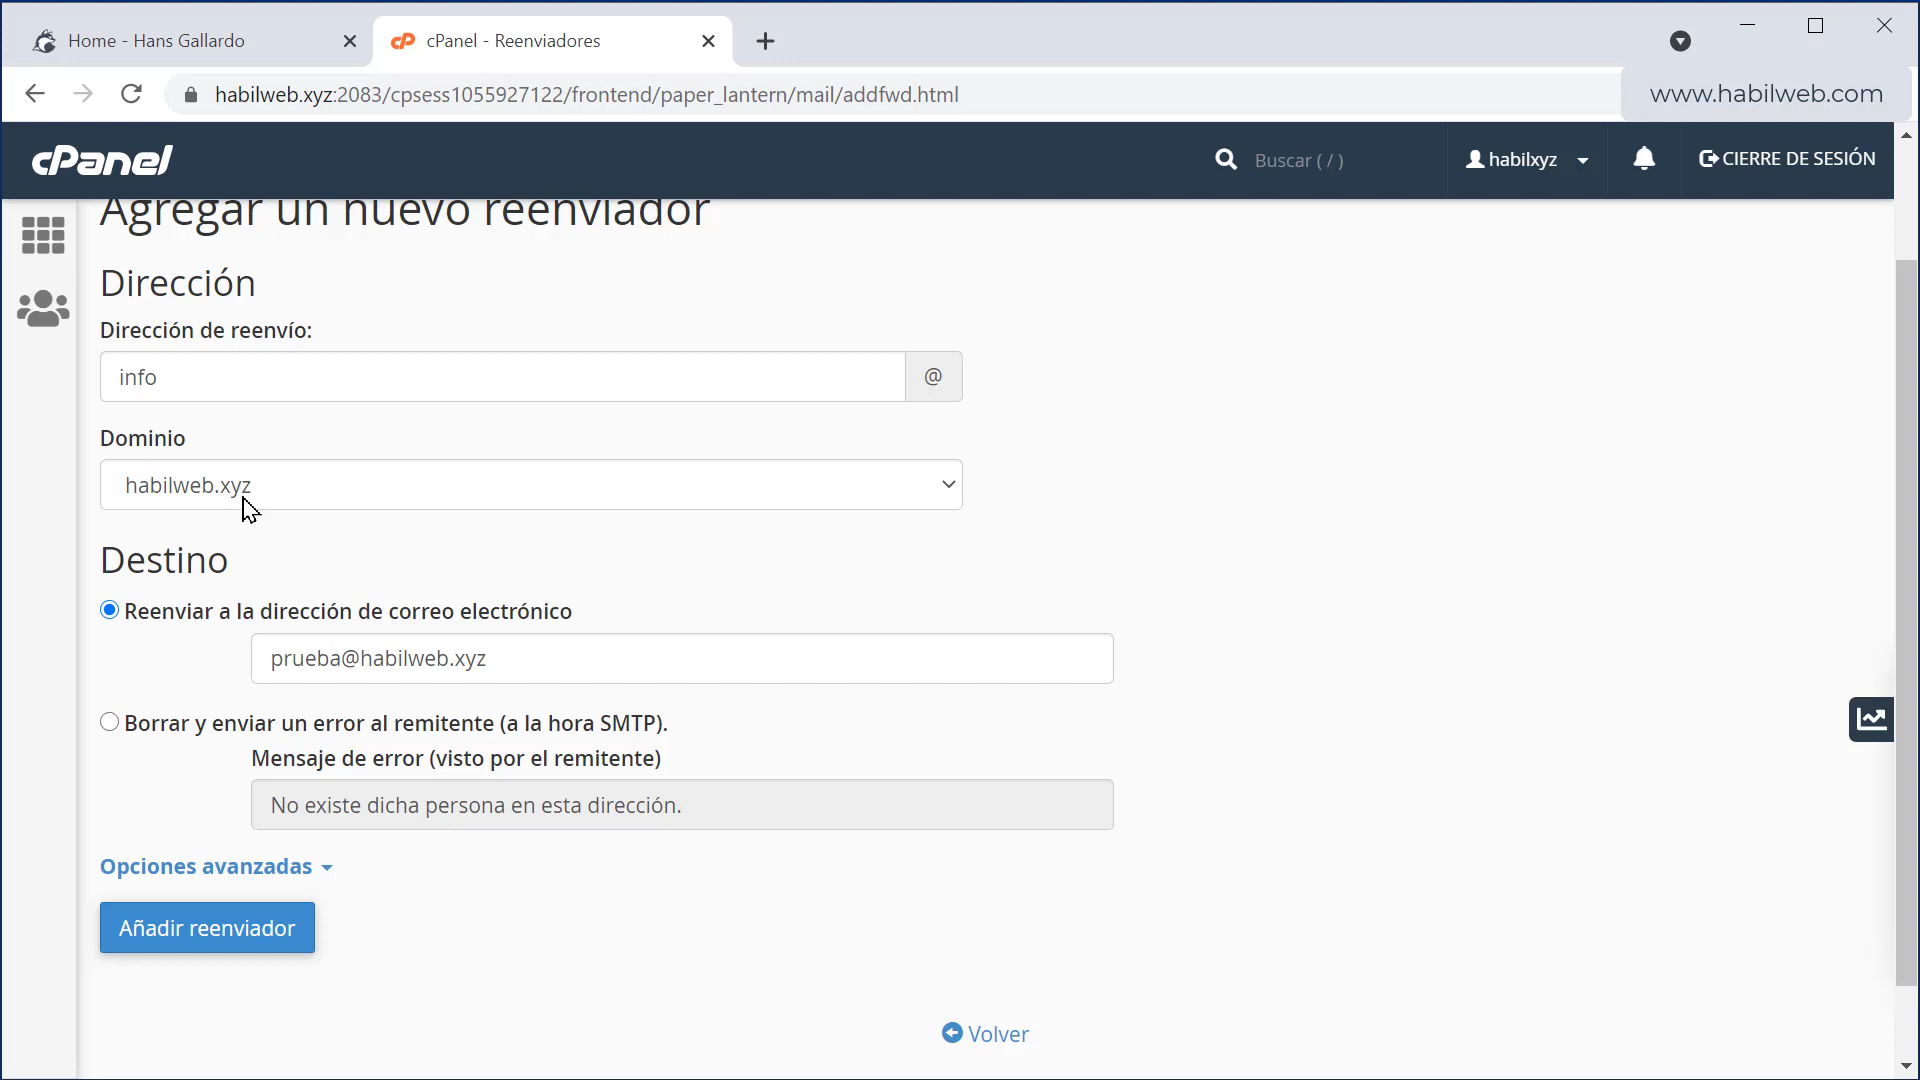 Home - Hans Gallardo
cPanel - Reenviadores
habilweb.xyz:2083/cpsess1055927122/frontend/paper_lantern/mail/addfwd.html
www.habilweb.com
cPanel
Buscar ( / )
habilxyz
CIERRE DE SESIÓN
Agregar un nuevo reenviador
Dirección
Dirección de reenvío:
info
@
Dominio
habilweb.xyz
Destino
Reenviar a la dirección de correo electrónico
prueba@habilweb.xyz
Borrar y enviar un error al remitente (a la hora SMTP).
Mensaje de error (visto por el remitente)
No existe dicha persona en esta dirección.
Opciones avanzadas
Añadir reenviador
Volver